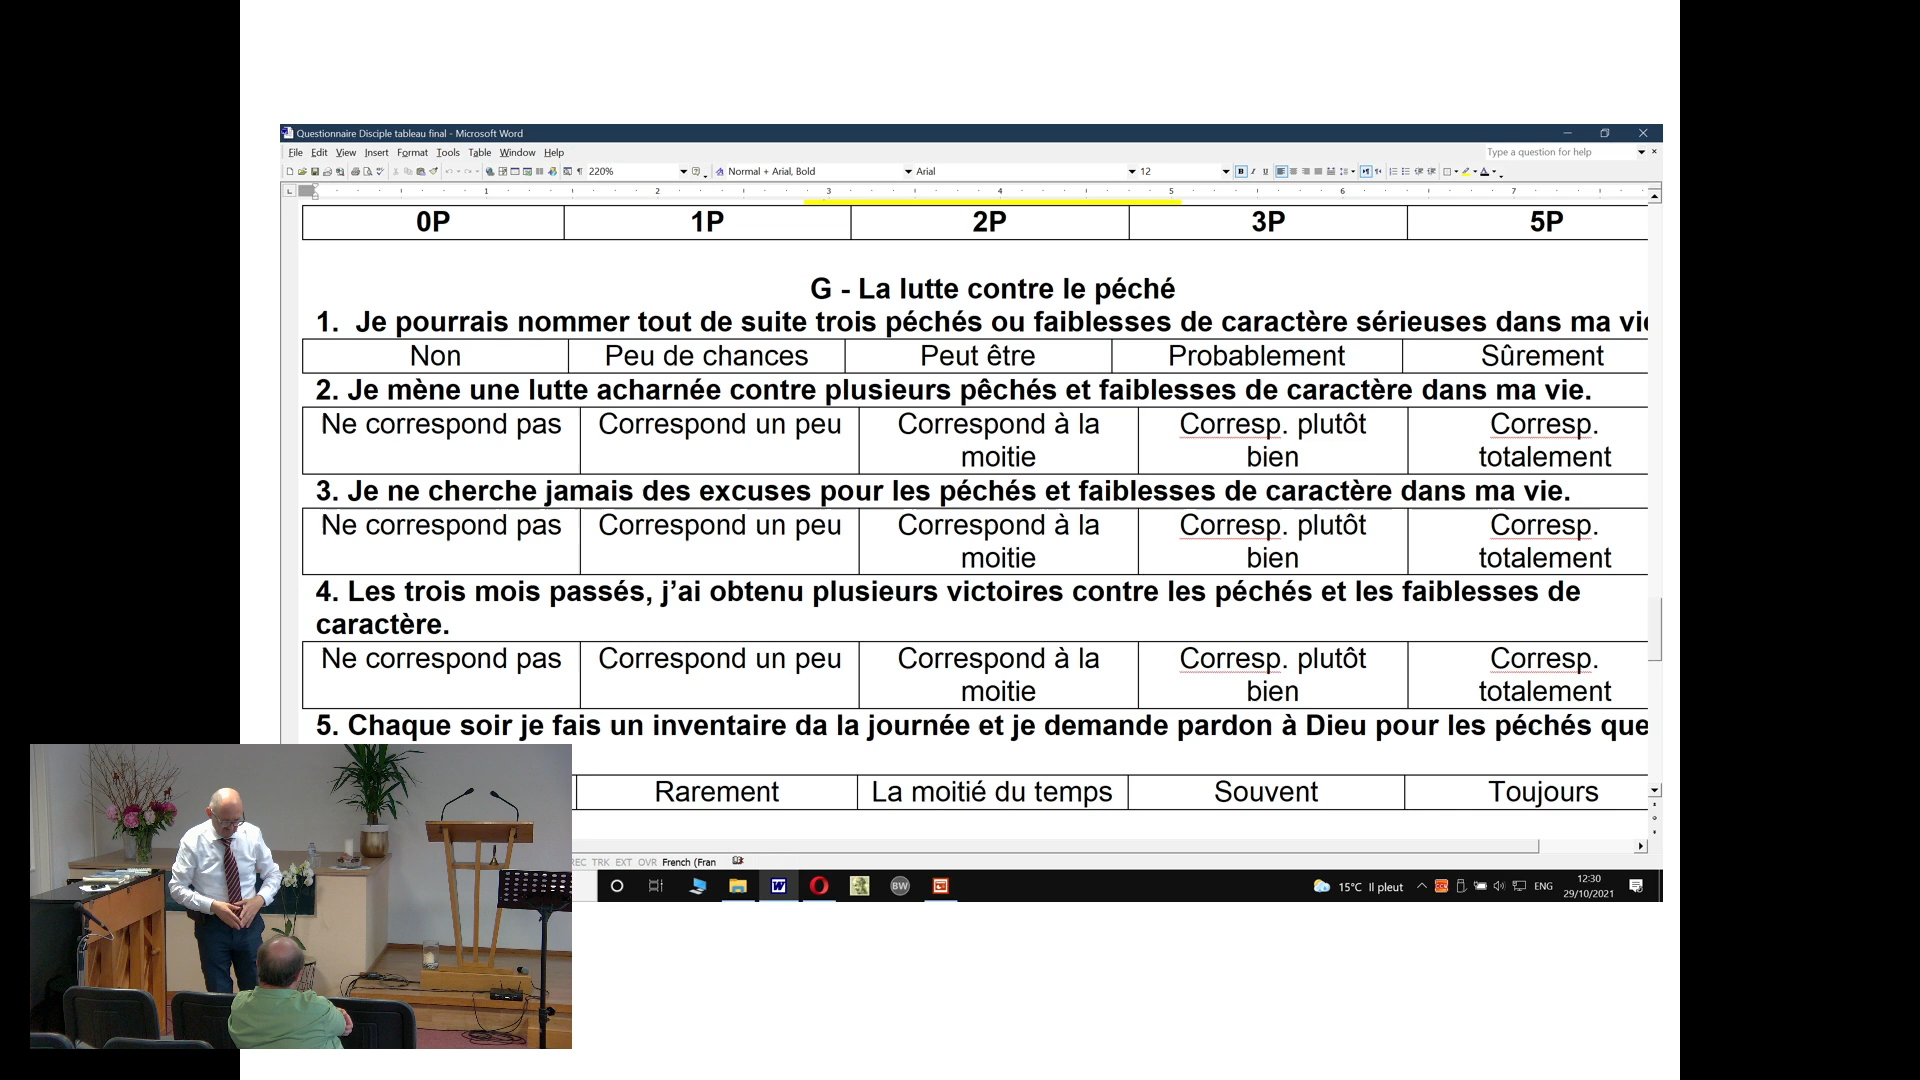 Questionnaire Disciple tableau final - Microsoft Word
File Edit View Insert Format Tools Table Window Help
Type a question for help
220% Normal + Arial, Bold Arial 12
1 2 3 4 5 6 7
0P 1P 2P 3P 5P
G - La lutte contre le péché
1. Je pourrais nommer tout de suite trois péchés ou faiblesses de caractère sérieuses dans ma vi
Non Peu de chances Peut être Probablement Sûrement
2. Je mène une lutte acharnée contre plusieurs pêchés et faiblesses de caractère dans ma vie.
Ne correspond pas Correspond un peu Correspond à la Corresp. plutôt Corresp.
moitie bien totalement
3. Je ne cherche jamais des excuses pour les péchés et faiblesses de caractère dans ma vie.
Ne correspond pas Correspond un peu Correspond à la Corresp. plutôt Corresp.
moitie bien totalement
4. Les trois mois passés, j'ai obtenu plusieurs victoires contre les péchés et les faiblesses de
caractère.
Ne correspond pas Correspond un peu Correspond à la Corresp. plutôt Corresp.
moitie bien totalement
5. Chaque soir je fais un inventaire da la journée et je demande pardon à Dieu pour les péchés que
Rarement La moitié du temps Souvent Toujours
EC TRK EXT OVR French (Fran
BW 15°C Il pleut ENG 12:30
29/10/2021